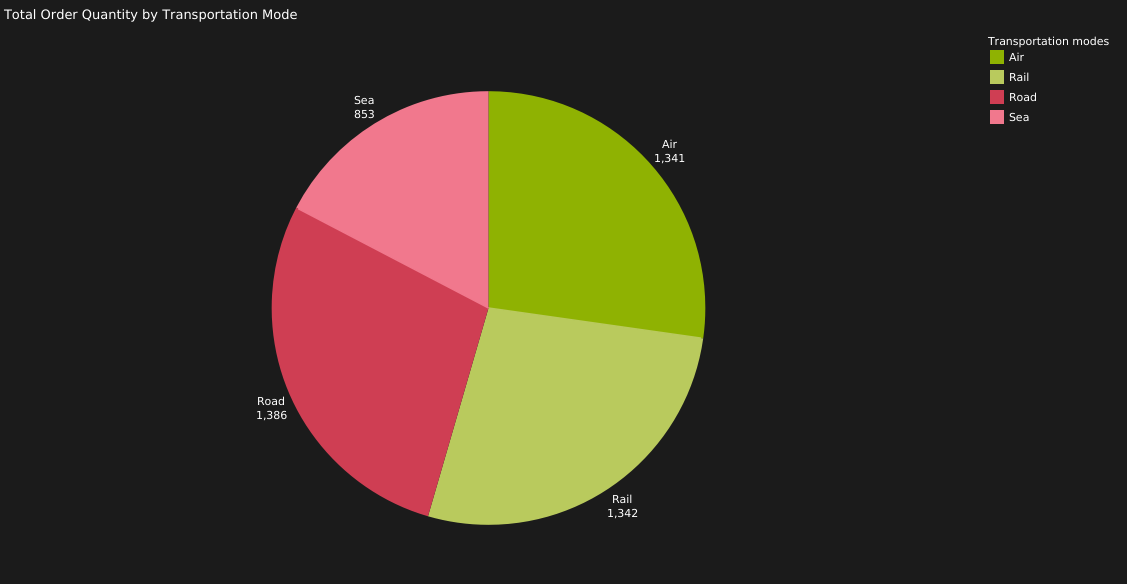 Total Order Quantity by Transportation Mode
Transportation modes
Air
Rail
Road
Sea
Sea
853
Air
1,341
Road
1,386
Rail
1,342